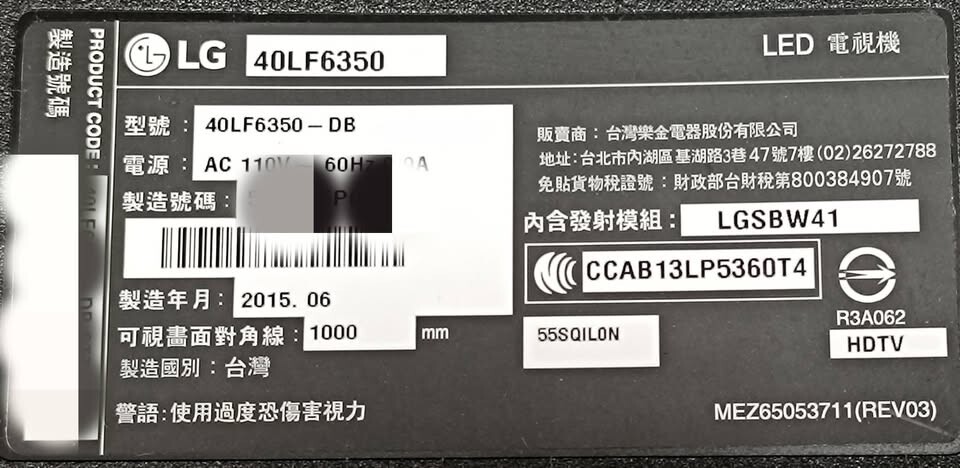 PRODUCT CODE:
製造號碼
LG 40LF6350
LED 電視機
型號: 40LF6350-DB
電源: AC 110V 60Hz
製造號碼:
製造年月: 2015. 06
可視畫面對角線: 1000 mm
製造國別: 台灣
警語:使用過度恐傷害視力
販賣商: 台灣樂金電器股份有限公司
地址:台北市內湖區基湖路3巷47號7樓(02)26272788
免貼貨物稅證號: 財政部台財稅第800384907號
內含發射模組: LGSBW41
CCAB13LP5360T4
R3A062
55SQIL0N
HDTV
MEZ65053711(REV03)